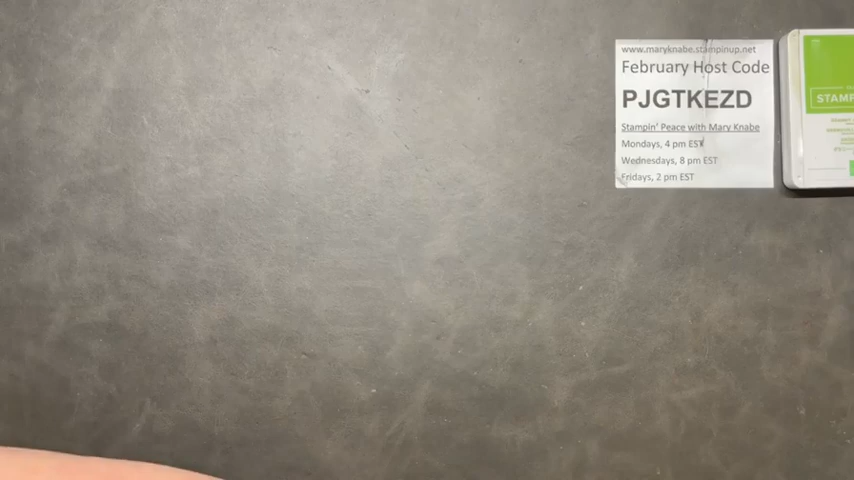 www.maryknabe.stampinup.net
February Host Code
PJGTKEZD
Stampin' Peace with Mary Knabe
Mondays, 4 pm EST
Wednesdays, 8 pm EST
Fridays, 2 pm EST
STAMP